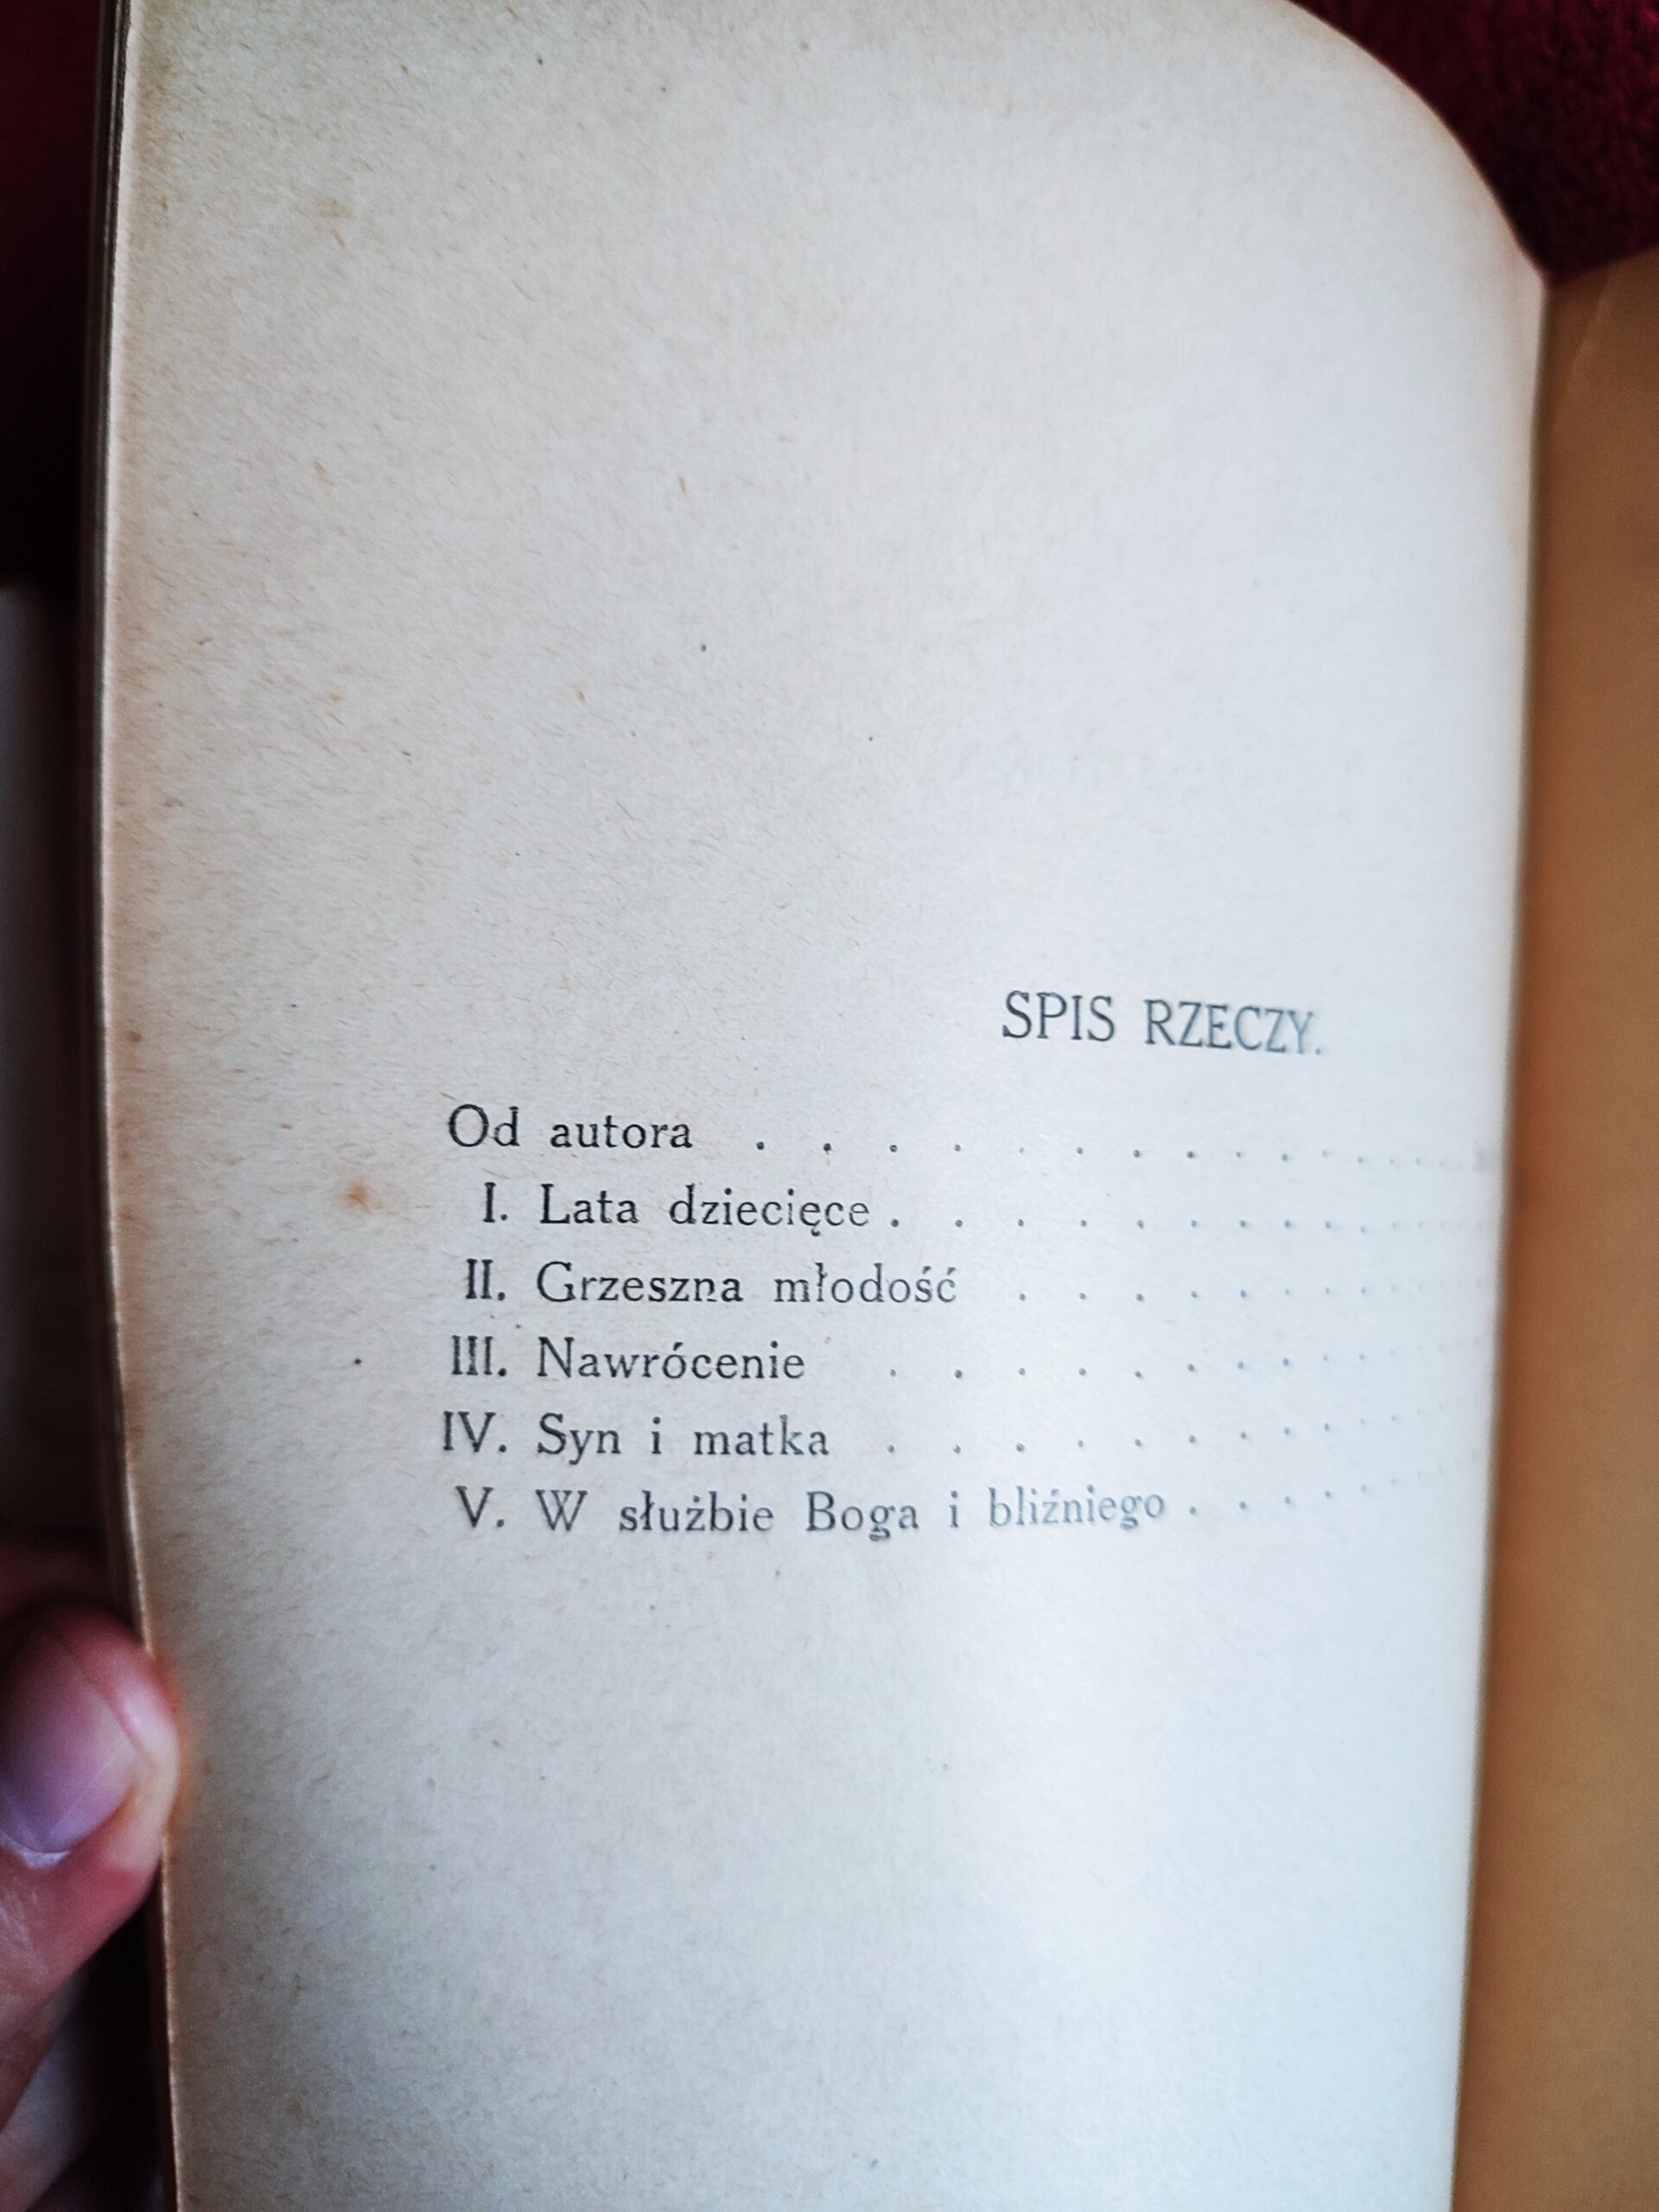 SPIS RZECZY.
Od autora . . . . . . . . . . . .
I. Lata dziecięce . . . . . . . . . .
II. Grzeszna młodość . . . . . . . . .
III. Nawrócenie . . . . . . . . . .
IV. Syn i matka . . . . . . . . . .
V. W służbie Boga i bliźniego . . . . . .